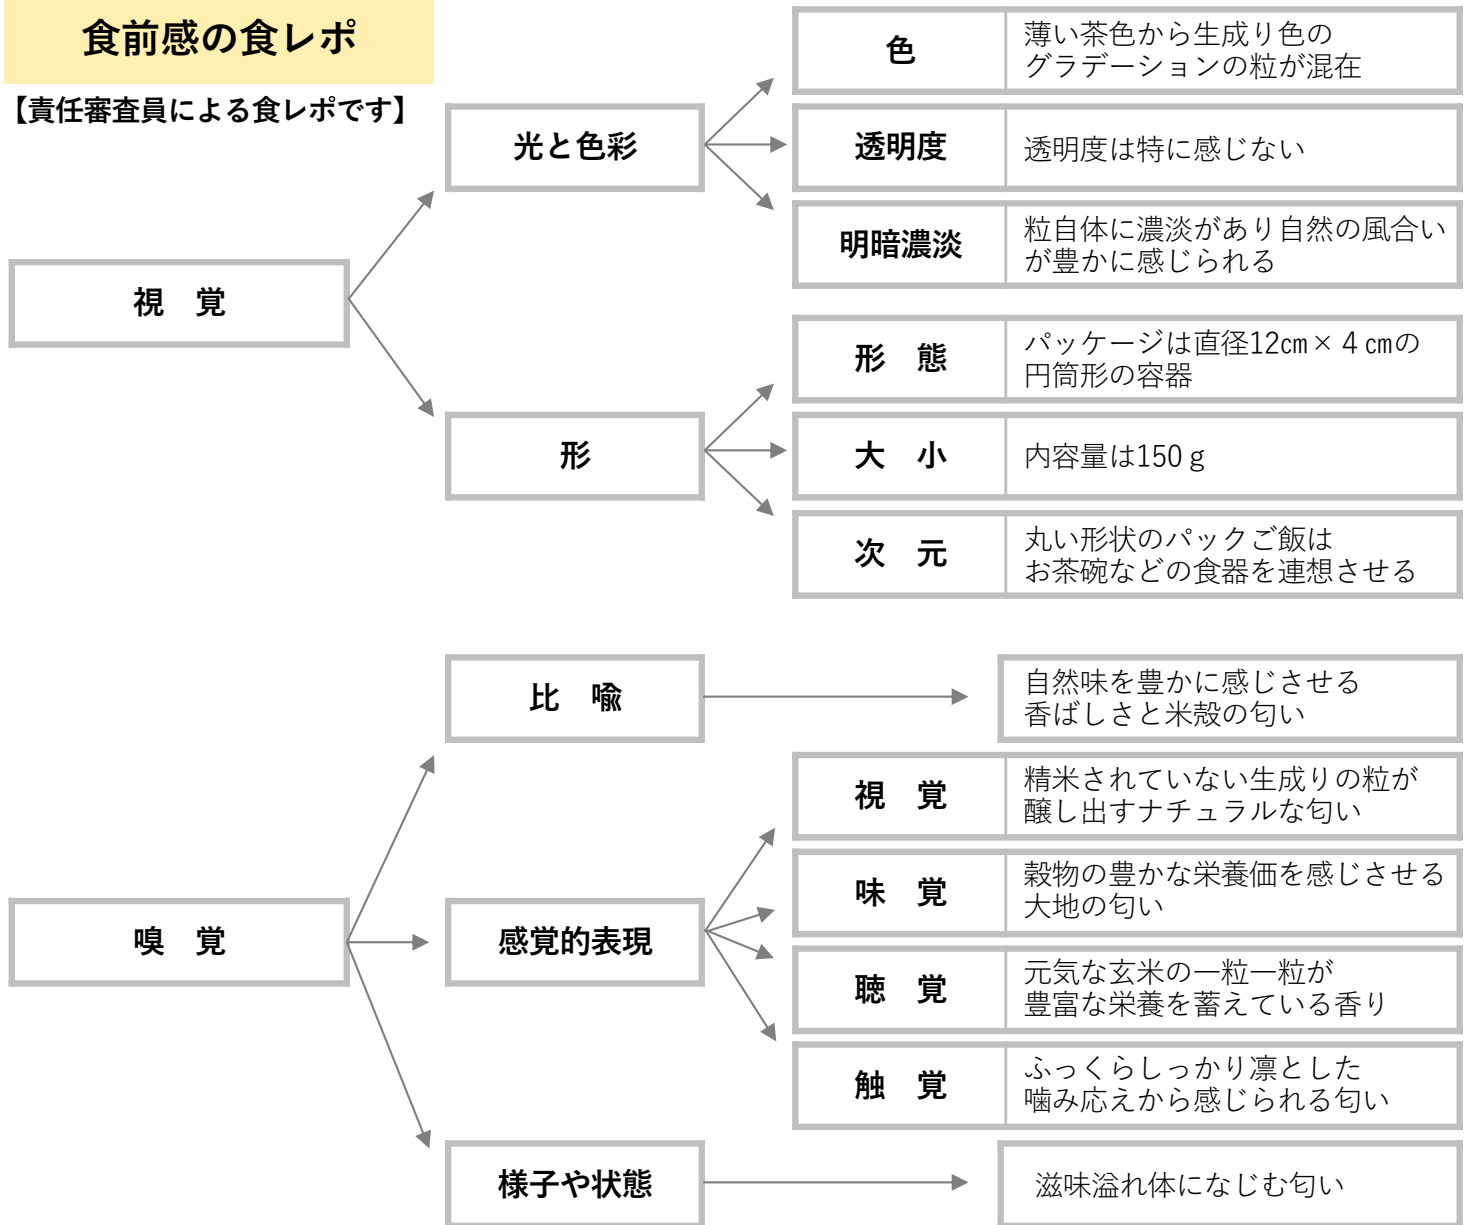 食前感の食レポ
【責任審査員による食レポです】
視　覚
光と色彩
色
薄い茶色から生成り色の
グラデーションの粒が混在
透明度
透明度は特に感じない
明暗濃淡
粒自体に濃淡があり自然の風合い
が豊かに感じられる
形
形　態
パッケージは直径12㎝×４㎝の
円筒形の容器
大　小
内容量は150ｇ
次　元
丸い形状のパックご飯は
お茶碗などの食器を連想させる
嗅　覚
比　喩
自然味を豊かに感じさせる
香ばしさと米殻の匂い
感覚的表現
視　覚
精米されていない生成りの粒が
醸し出すナチュラルな匂い
味　覚
穀物の豊かな栄養価を感じさせる
大地の匂い
聴　覚
元気な玄米の一粒一粒が
豊富な栄養を蓄えている香り
触　覚
ふっくらしっかり凛とした
噛み応えから感じられる匂い
様子や状態
滋味溢れ体になじむ匂い